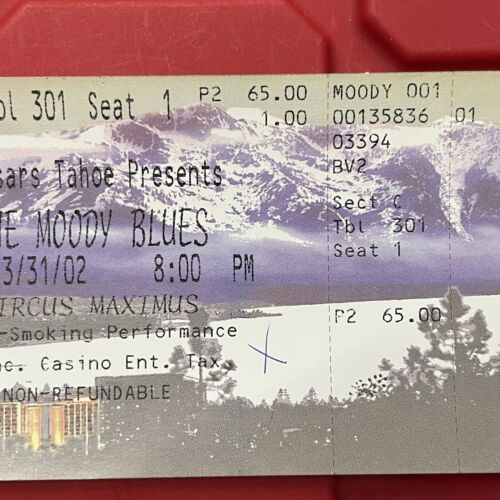 bl 301 Seat 1 P2 65.00
1.00
sars Tahoe Presents
E MOODY BLUES
3/31/02 8:00 PM
IRCUS MAXIMUS
-Smoking Performance
nc. Casino Ent. Tax
NON-REFUNDABLE
MOODY 001
00135836 01
03394
BV2
Sect C
Tbl 301
Seat 1
P2 65.00